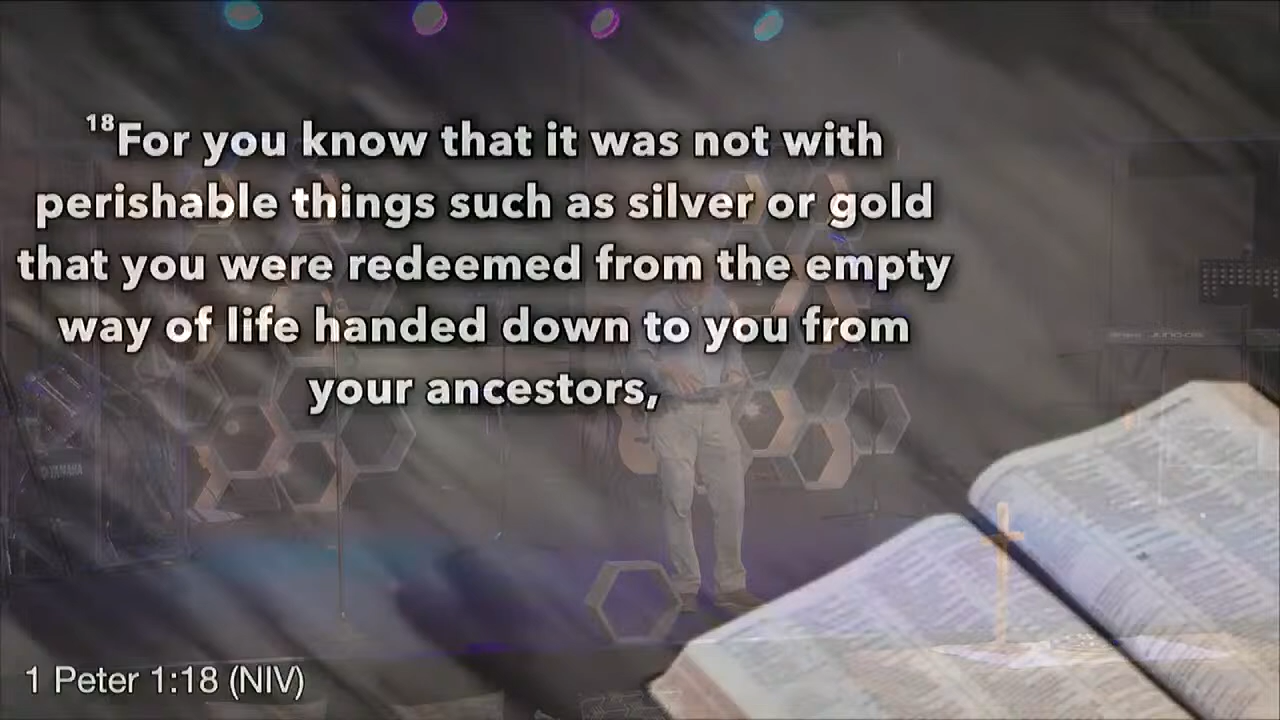 ¹⁸For you know that it was not with
perishable things such as silver or gold
that you were redeemed from the empty
way of life handed down to you from
your ancestors,
YAMAHA
1 Peter 1:18 (NIV)